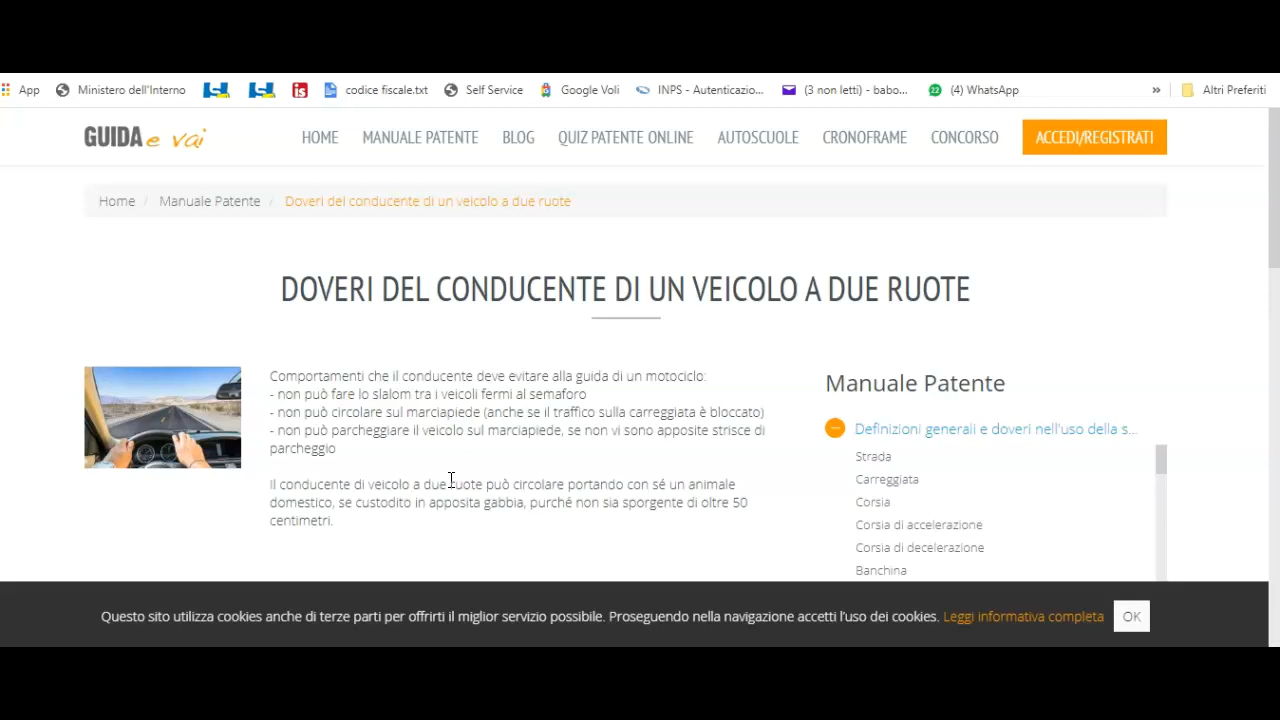 App Ministero dell'Interno is codice fiscale.txt Self Service Google Voli INPS - Autenticazio... (3 non letti) - babo... 22 (4) WhatsApp » Altri Preferiti
GUIDA e vai HOME MANUALE PATENTE BLOG QUIZ PATENTE ONLINE AUTOSCUOLE CRONOFRAME CONCORSO ACCEDI/REGISTRATI
Home / Manuale Patente / Doveri del conducente di un veicolo a due ruote
DOVERI DEL CONDUCENTE DI UN VEICOLO A DUE RUOTE
Comportamenti che il conducente deve evitare alla guida di un motociclo:
- non può fare lo slalom tra i veicoli fermi al semaforo
- non può circolare sul marciapiede (anche se il traffico sulla carreggiata è bloccato)
- non può parcheggiare il veicolo sul marciapiede, se non vi sono apposite strisce di
parcheggio
Il conducente di veicolo a due ruote può circolare portando con sé un animale
domestico, se custodito in apposita gabbia, purché non sia sporgente di oltre 50
centimetri.
Manuale Patente
Definizioni generali e doveri nell'uso della s...
Strada
Carreggiata
Corsia
Corsia di accelerazione
Corsia di decelerazione
Banchina
Questo sito utilizza cookies anche di terze parti per offrirti il miglior servizio possibile. Proseguendo nella navigazione accetti l'uso dei cookies. Leggi informativa completa OK